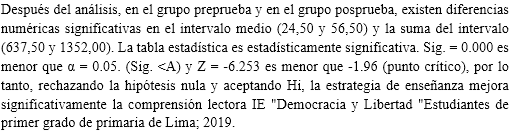 Después del análisis, en el grupo preprueba y en el grupo posprueba, existen diferencias
numéricas significativas en el intervalo medio (24,50 y 56,50) y la suma del intervalo
(637,50 y 1352,00). La tabla estadística es estadísticamente significativa. Sig. = 0.000 es
menor que α = 0.05. (Sig. <A) y Z = -6.253 es menor que -1.96 (punto crítico), por lo
tanto, rechazando la hipótesis nula y aceptando Hi, la estrategia de enseñanza mejora
significativamente la comprensión lectora IE "Democracia y Libertad "Estudiantes de
primer grado de primaria de Lima; 2019.